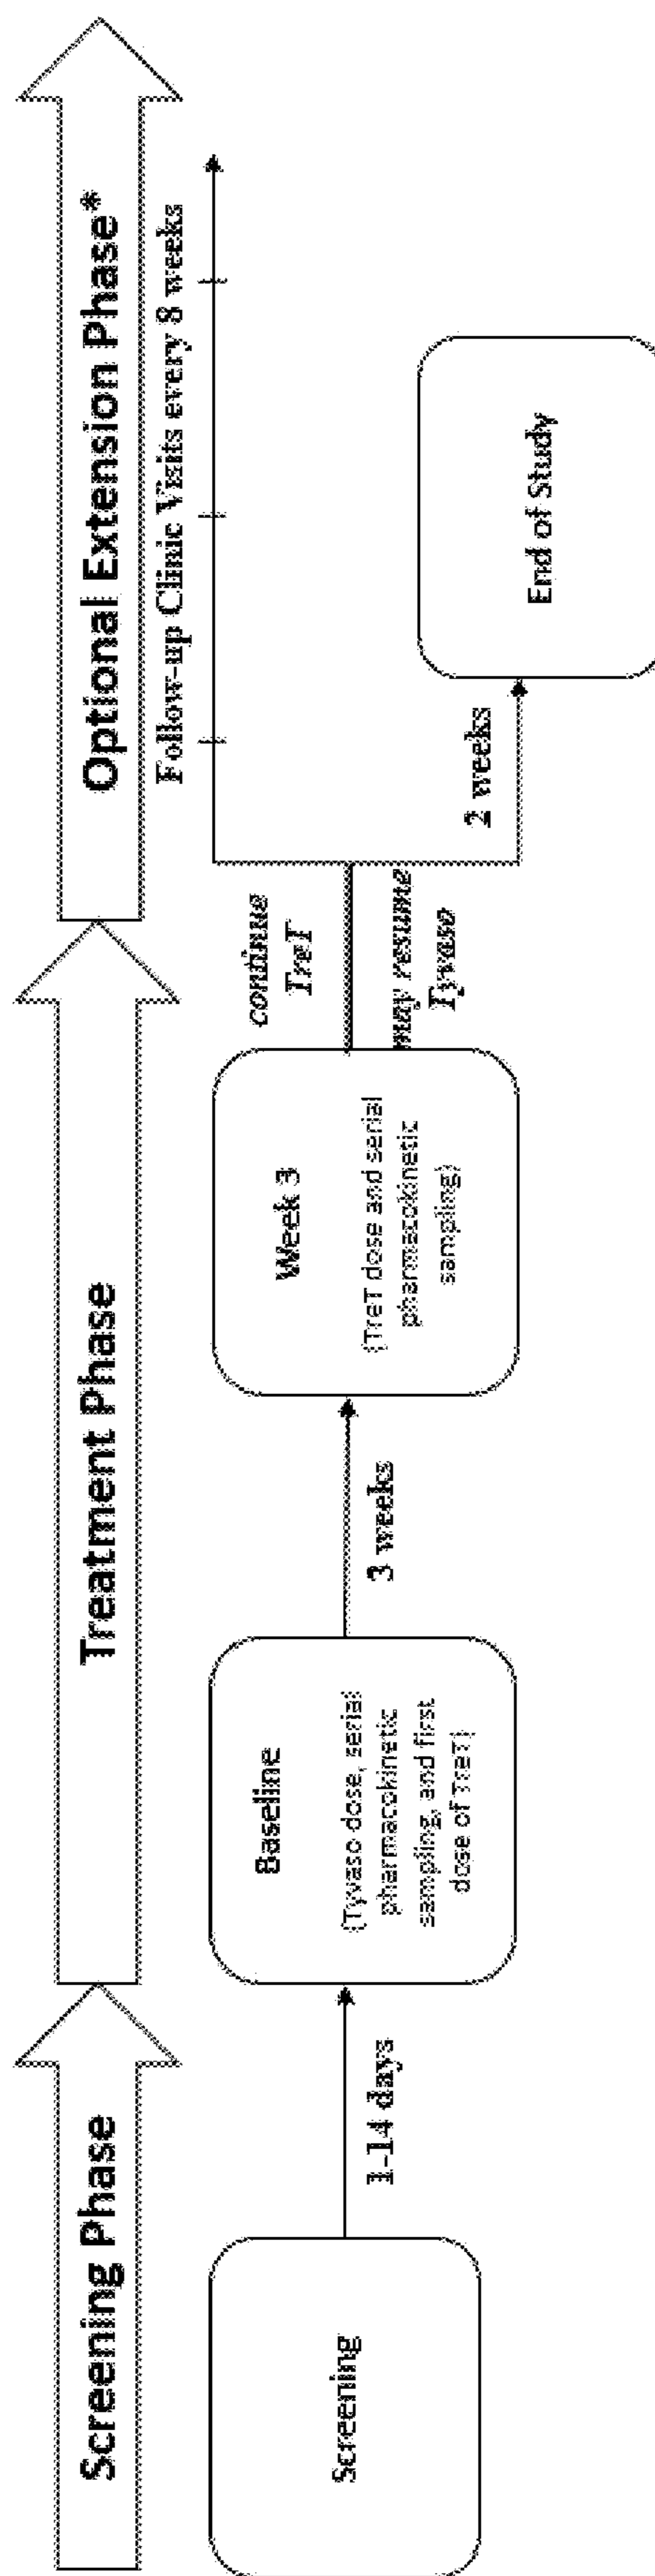 Screening Phase
Treatment Phase
Optional Extension Phase*
Follow-up Clinic Visits every 8 weeks
Screening
1-14 days
Baseline
(Tyvaso dose, serial
pharmacokinetic
sampling, and first
dose of TreT)
3 weeks
Week 3
(TreT dose and serial
pharmacokinetic
sampling)
continue
TreT
may resume
Tyvaso
2 weeks
End of Study